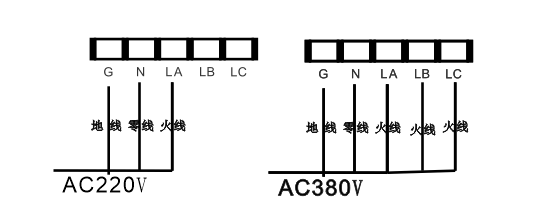 G N LA LB LC
地线 零线 火线
AC220V
G N LA LB LC
地线 零线 火线 火线 火线
AC380V